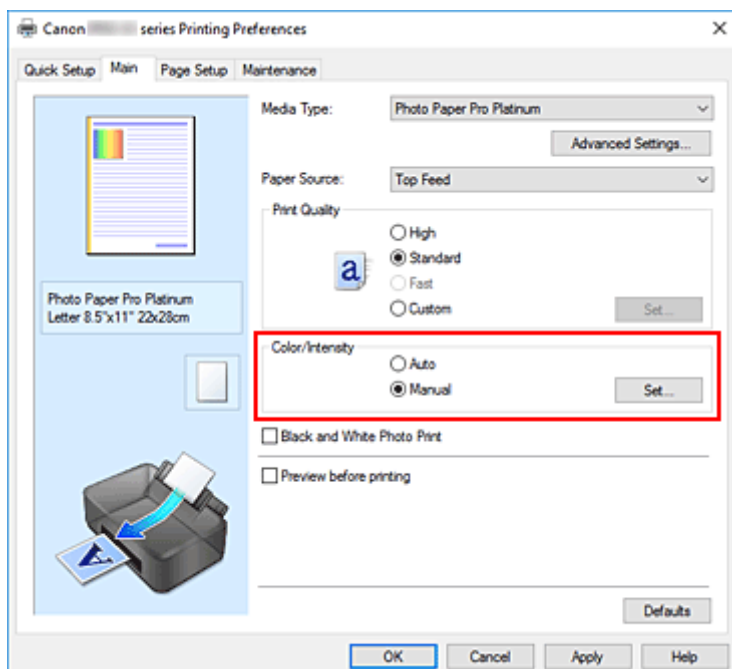 Canon series Printing Preferences
Quick Setup Main Page Setup Maintenance
Media Type: Photo Paper Pro Platinum
Advanced Settings...
Paper Source: Top Feed
Print Quality
High
a
Standard
Fast
Custom Set...
Photo Paper Pro Platinum
Letter 8.5"x11" 22x28cm
Color/Intensity
Auto
Manual Set...
Black and White Photo Print
Preview before printing
A
Defaults
OK Cancel Apply Help